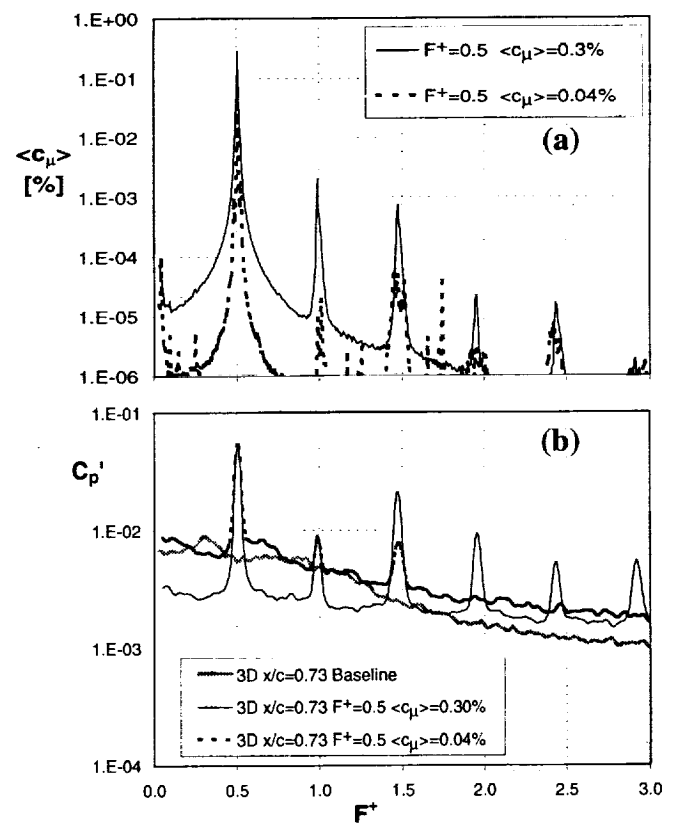 1.E+00
1.E-01
1.E-02
1.E-03
1.E-04
1.E-05
1.E-06
<cμ>
[%]
F+=0.5 <cμ>=0.3%
F+=0.5 <cμ>=0.04%
(a)
1.E-01
1.E-02
1.E-03
1.E-04
Cp'
(b)
3D x/c=0.73 Baseline
3D x/c=0.73 F+=0.5 <cμ>=0.30%
3D x/c=0.73 F+=0.5 <cμ>=0.04%
0.0 0.5 1.0 1.5 2.0 2.5 3.0
F+